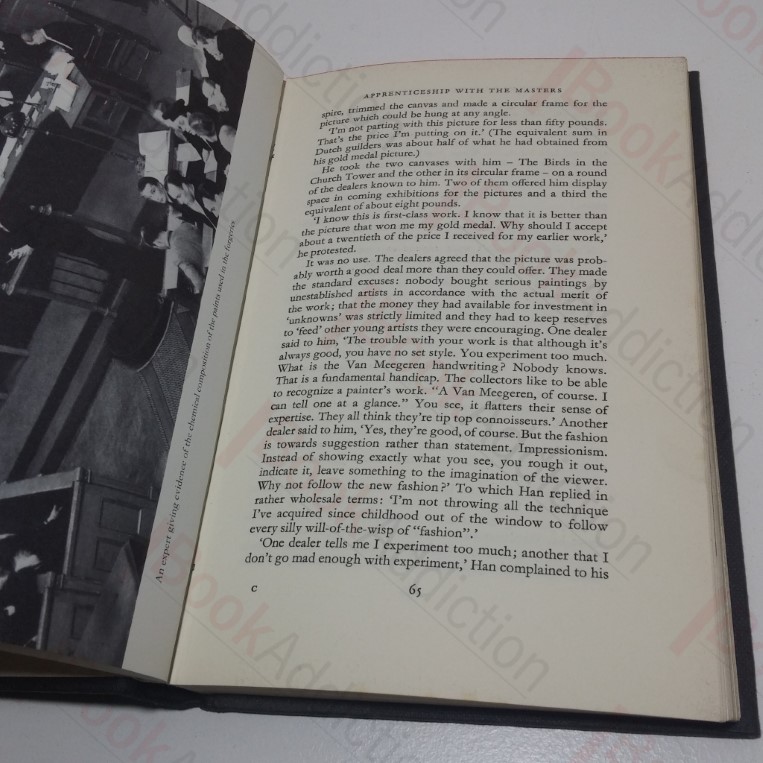 An expert giving evidence of the chemical composition of the paints used in the forgeries
APPRENTICESHIP WITH THE MASTERS
spire, trimmed the canvas and made a circular frame for the
picture which could be hung at any angle.
'I'm not parting with this picture for less than fifty pounds.
That's the price I'm putting on it.' (The equivalent sum in
Dutch guilders was about half of what he had obtained from
his gold medal picture.)
He took the two canvases with him – The Birds in the
Church Tower and the other in its circular frame – on a round
of the dealers known to him. Two of them offered him display
space in coming exhibitions for the pictures and a third the
equivalent of about eight pounds.
'I know this is first-class work. I know that it is better than
the picture that won me my gold medal. Why should I accept
about a twentieth of the price I received for my earlier work,'
he protested.
It was no use. The dealers agreed that the picture was prob-
ably worth a good deal more than they could offer. They made
the standard excuses: nobody bought serious paintings by
unestablished artists in accordance with the actual merit of
the work; that the money they had available for investment in
'unknowns' was strictly limited and they had to keep reserves
to 'feed' other young artists they were encouraging. One dealer
said to him, 'The trouble with your work is that although it's
always good, you have no set style. You experiment too much.
What is the Van Meegeren handwriting? Nobody knows.
That is a fundamental handicap. The collectors like to be able
to recognize a painter's work. "A Van Meegeren, of course. I
can tell one at a glance." You see, it flatters their sense of
expertise. They all think they're tip top connoisseurs.' Another
dealer said to him, 'Yes, they're good, of course. But the fashion
is towards suggestion rather than statement. Impressionism.
Instead of showing exactly what you see, you rough it out,
indicate it, leave something to the imagination of the viewer.
Why not follow the new fashion?' To which Han replied in
rather wholesale terms: 'I'm not throwing all the technique
I've acquired since childhood out of the window to follow
every silly will-of-the-wisp of "fashion".'
'One dealer tells me I experiment too much; another that I
don't go mad enough with experiment,' Han complained to his
C
65
BookAddiction